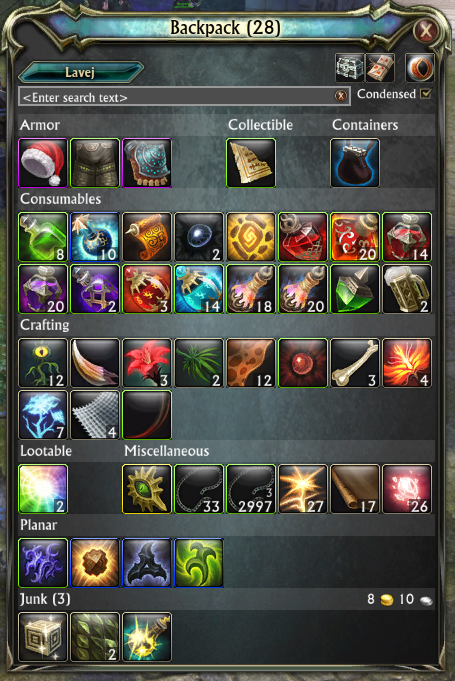 Backpack (28)
Lavej
<Enter search text>
Condensed
Armor Collectible Containers
Consumables
8 10 2 20 14
20 2 3 14 18 20 2
Crafting
12 3 2 12 3 4
7 4
Lootable Miscellaneous
2 33 3 2997 27 17 26
Planar
Junk (3) 8 10
2